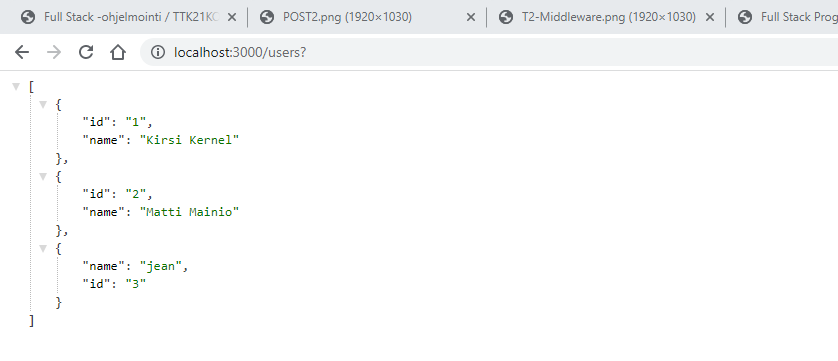 Full Stack -ohjelmointi / TTK21KC
POST2.png (1920×1030)
T2-Middleware.png (1920×1030)
Full Stack Prog
localhost:3000/users?
[
{
"id": "1",
"name": "Kirsi Kernel"
},
{
"id": "2",
"name": "Matti Mainio"
},
{
"name": "jean",
"id": "3"
}
]